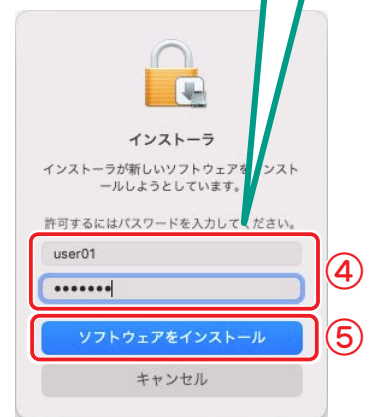 インストーラ
インストーラが新しいソフトウェアをインスト
ールしようとしています。
許可するにはパスワードを入力してください。
user01
•••••••
④
ソフトウェアをインストール
⑤
キャンセル